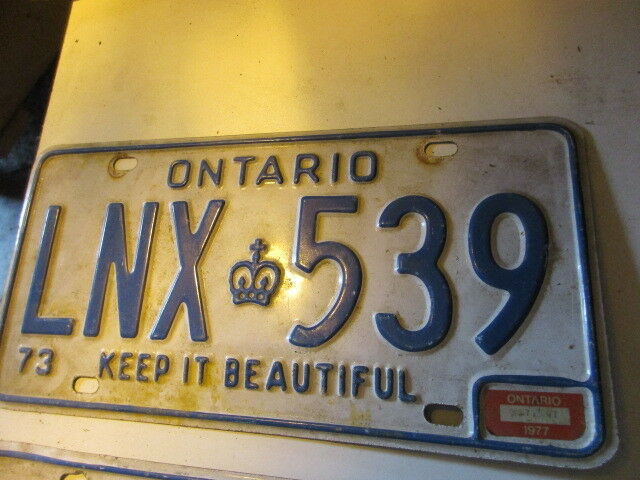 ONTARIO
LNX 539
73 KEEP IT BEAUTIFUL
ONTARIO
1977